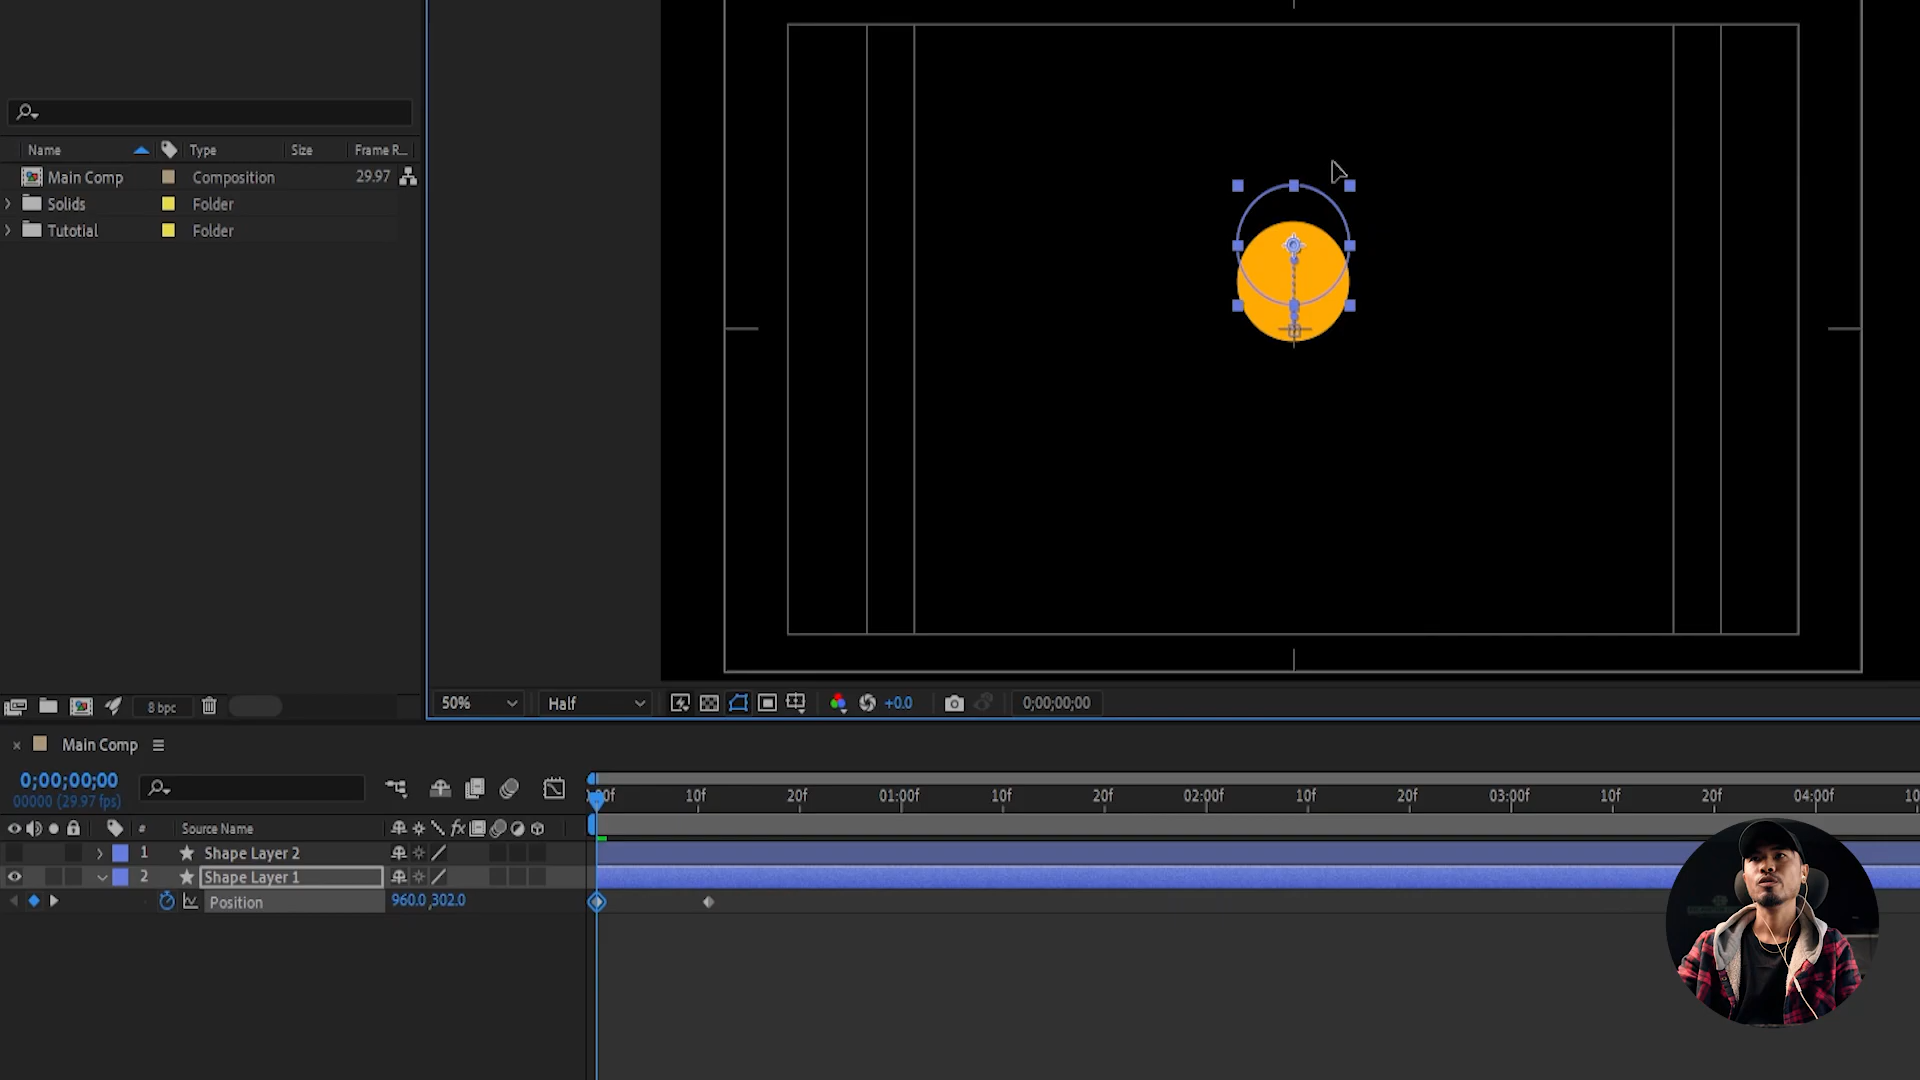 Name Type Size Frame R...
Main Comp Composition 29.97
Solids Folder
Tutotial Folder
8 bpc
50% Half +0.0 0;00;00;00
Main Comp
0;00;00;00
00000 (29.97 fps)
10f 20f 01:00f 10f 20f 02:00f 10f 20f 03:00f 10f 20f 04:00f
# Source Name fx
1 Shape Layer 2
2 Shape Layer 1
Position 960.0,302.0